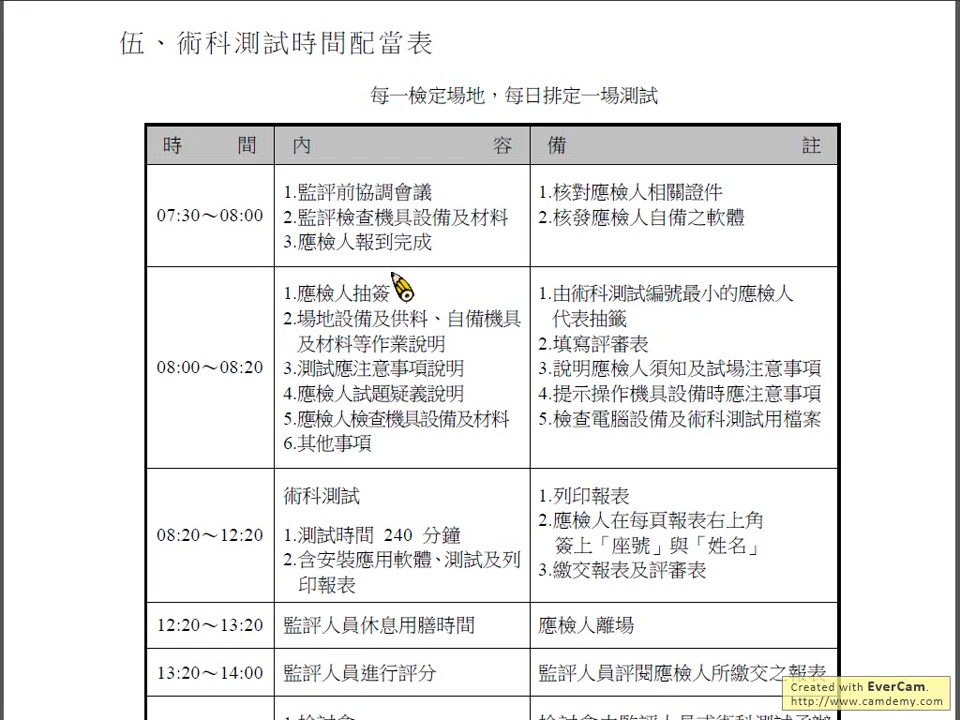 伍、術科測試時間配當表
每一檢定場地，每日排定一場測試
時 間 內 容 備 註
07:30～08:00
1.監評前協調會議
2.監評檢查機具設備及材料
3.應檢人報到完成
1.核對應檢人相關證件
2.核發應檢人自備之軟體
08:00～08:20
1.應檢人抽簽
2.場地設備及供料、自備機具
及材料等作業說明
3.測試應注意事項說明
4.應檢人試題疑義說明
5.應檢人檢查機具設備及材料
6.其他事項
1.由術科測試編號最小的應檢人
代表抽籤
2.填寫評審表
3.說明應檢人須知及試場注意事項
4.提示操作機具設備時應注意事項
5.檢查電腦設備及術科測試用檔案
08:20～12:20
術科測試
1.測試時間 240 分鐘
2.含安裝應用軟體、測試及列
印報表
1.列印報表
2.應檢人在每頁報表右上角
簽上「座號」與「姓名」
3.繳交報表及評審表
12:20～13:20
監評人員休息用膳時間
應檢人離場
13:20～14:00
監評人員進行評分
監評人員評閱應檢人所繳交之報表
Created with EverCam.
http://www.camdemy.com